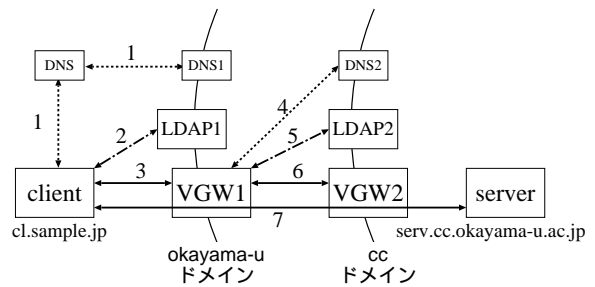 1
DNS
DNS1
DNS2
1
4
2
LDAP1
5
LDAP2
3
6
client
VGW1
VGW2
server
7
cl.sample.jp
serv.cc.okayama-u.ac.jp
okayama-u
ドメイン
cc
ドメイン